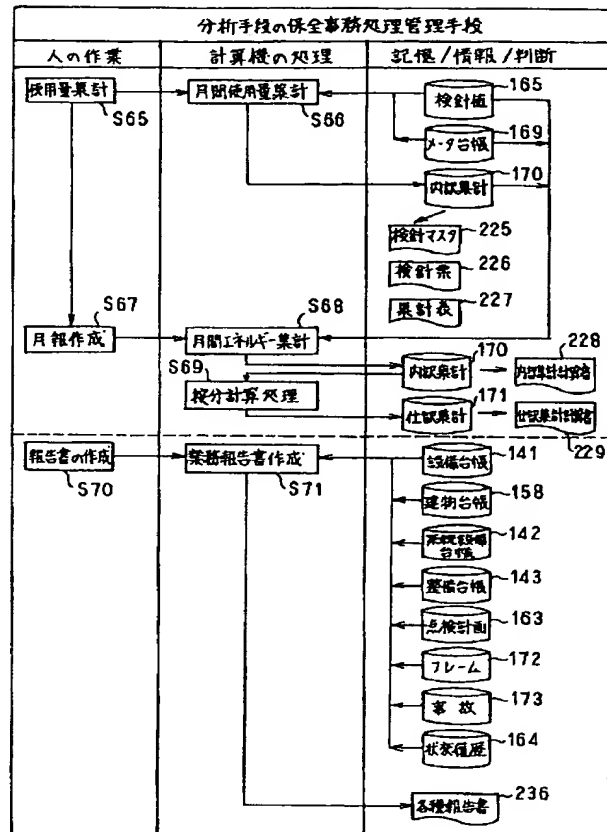 分析手段の保全事務処理管理手段
人の作業
計算機の処理
記憶/情報/判断
使用量集計
S65
月間使用量集計
S66
検針値
165
メータ台帳
169
内訳集計
170
検針マスタ
225
検針票
226
集計表
227
月報作成
S67
月間エネルギー集計
S68
内訳集計
170
内訳集計計算書
228
S69
按分計算処理
仕訳集計
171
仕訳集計計算書
229
報告書の作成
S70
業務報告書作成
S71
設備台帳
141
建物台帳
158
台帳
142
整備台帳
143
点検計画
163
フレーム
172
事故
173
状態履歴
164
各種報告書
236